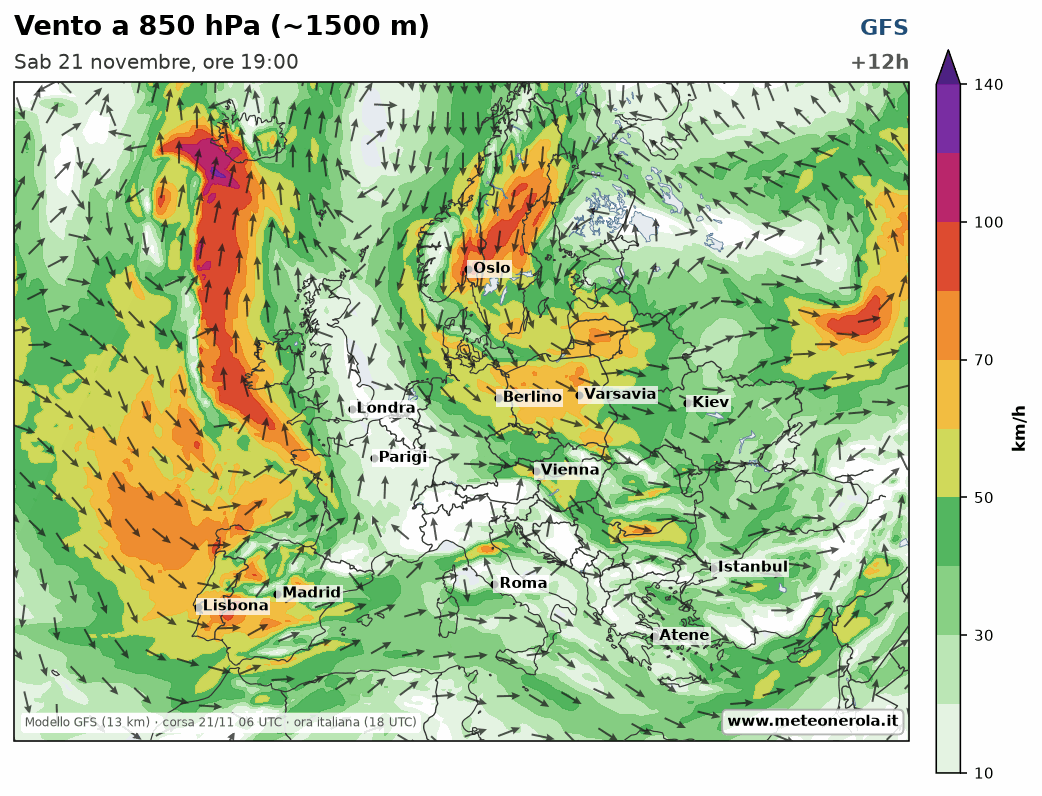 Vento a 850 hPa (~1500 m)
GFS
Sab 21 novembre, ore 19:00
+12h
140
100
70
50
30
10
km/h
Oslo
Berlino
Varsavia
Kiev
Londra
Parigi
Vienna
Istanbul
Roma
Madrid
Lisbona
Atene
Modello GFS (13 km) · corsa 21/11 06 UTC · ora italiana (18 UTC)
www.meteonerola.it